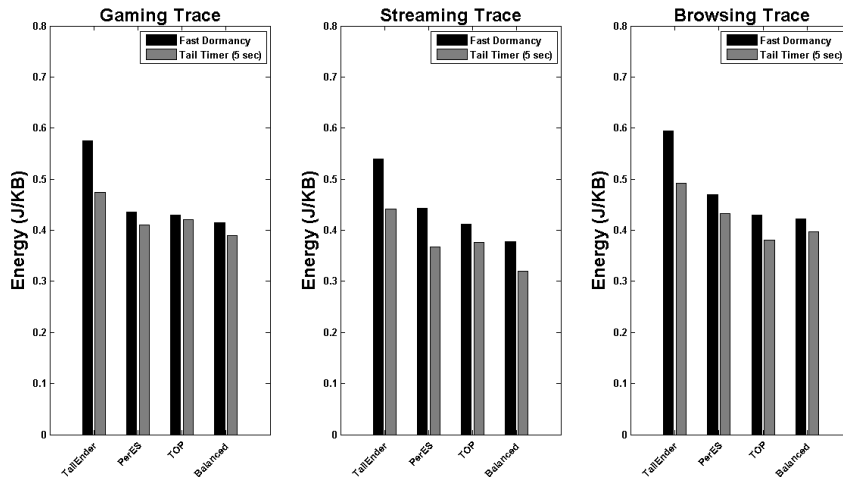 Gaming Trace
Energy (J/KB)
0.8
0.7
0.6
0.5
0.4
0.3
0.2
0.1
0
Fast Dormancy
Tail Timer (5 sec)
TailEnder
PerES
TOP
Balanced
Streaming Trace
Energy (J/KB)
0.8
0.7
0.6
0.5
0.4
0.3
0.2
0.1
0
Fast Dormancy
Tail Timer (5 sec)
TailEnder
PerES
TOP
Balanced
Browsing Trace
Energy (J/KB)
0.8
0.7
0.6
0.5
0.4
0.3
0.2
0.1
0
Fast Dormancy
Tail Timer (5 sec)
TailEnder
PerES
TOP
Balanced